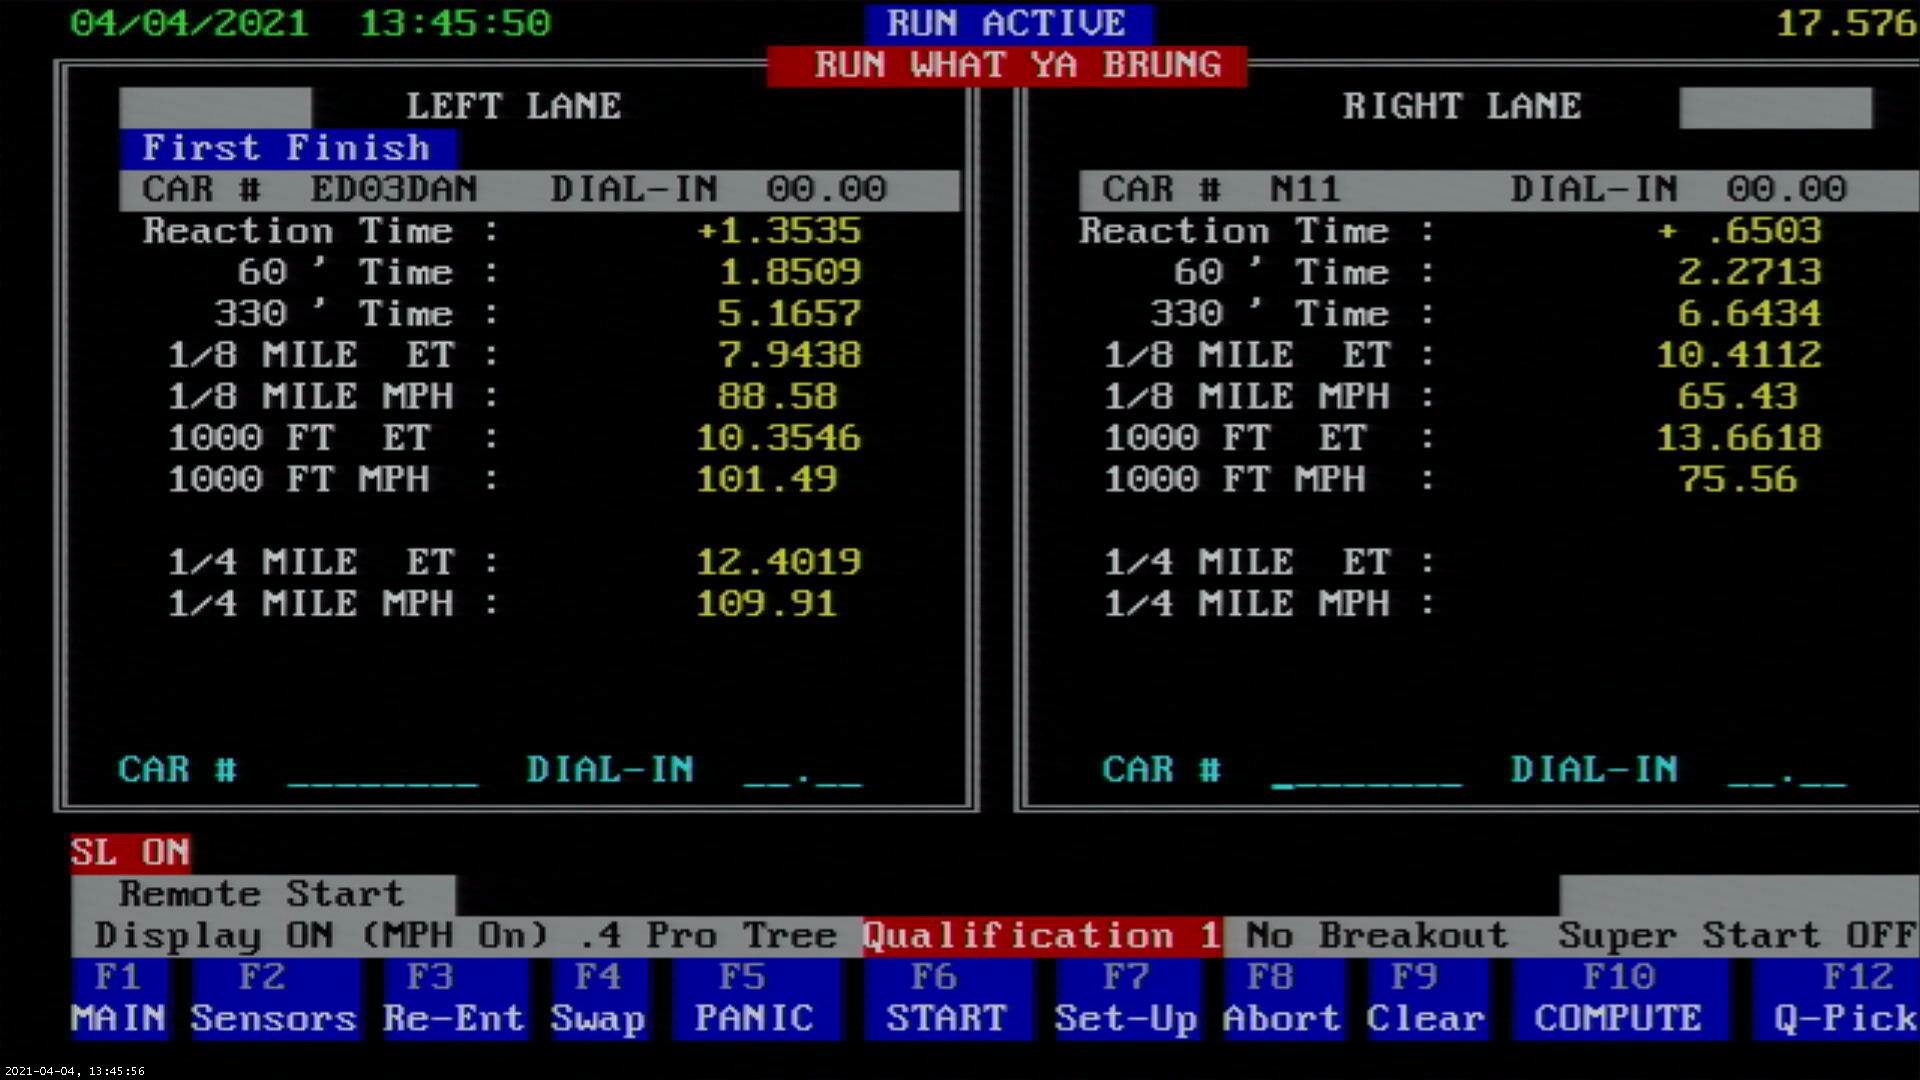 04/04/2021 13:45:50 RUN ACTIVE 17.576
RUN WHAT YA BRUNG
LEFT LANE
First Finish
CAR # ED03DAN DIAL-IN 00.00
Reaction Time : +1.3535
60 ' Time : 1.8509
330 ' Time : 5.1657
1/8 MILE ET : 7.9438
1/8 MILE MPH : 88.58
1000 FT ET : 10.3546
1000 FT MPH : 101.49
1/4 MILE ET : 12.4019
1/4 MILE MPH : 109.91
CAR # ________ DIAL-IN __.__
RIGHT LANE
CAR # N11 DIAL-IN 00.00
Reaction Time : + .6503
60 ' Time : 2.2713
330 ' Time : 6.6434
1/8 MILE ET : 10.4112
1/8 MILE MPH : 65.43
1000 FT ET : 13.6618
1000 FT MPH : 75.56
1/4 MILE ET :
1/4 MILE MPH :
CAR # ________ DIAL-IN __.__
SL ON
Remote Start
Display ON (MPH On) .4 Pro Tree Qualification 1 No Breakout Super Start OFF
F1 F2 F3 F4 F5 F6 F7 F8 F9 F10 F12
MAIN Sensors Re-Ent Swap PANIC START Set-Up Abort Clear COMPUTE Q-Pick
2021-04-04, 13:45:56